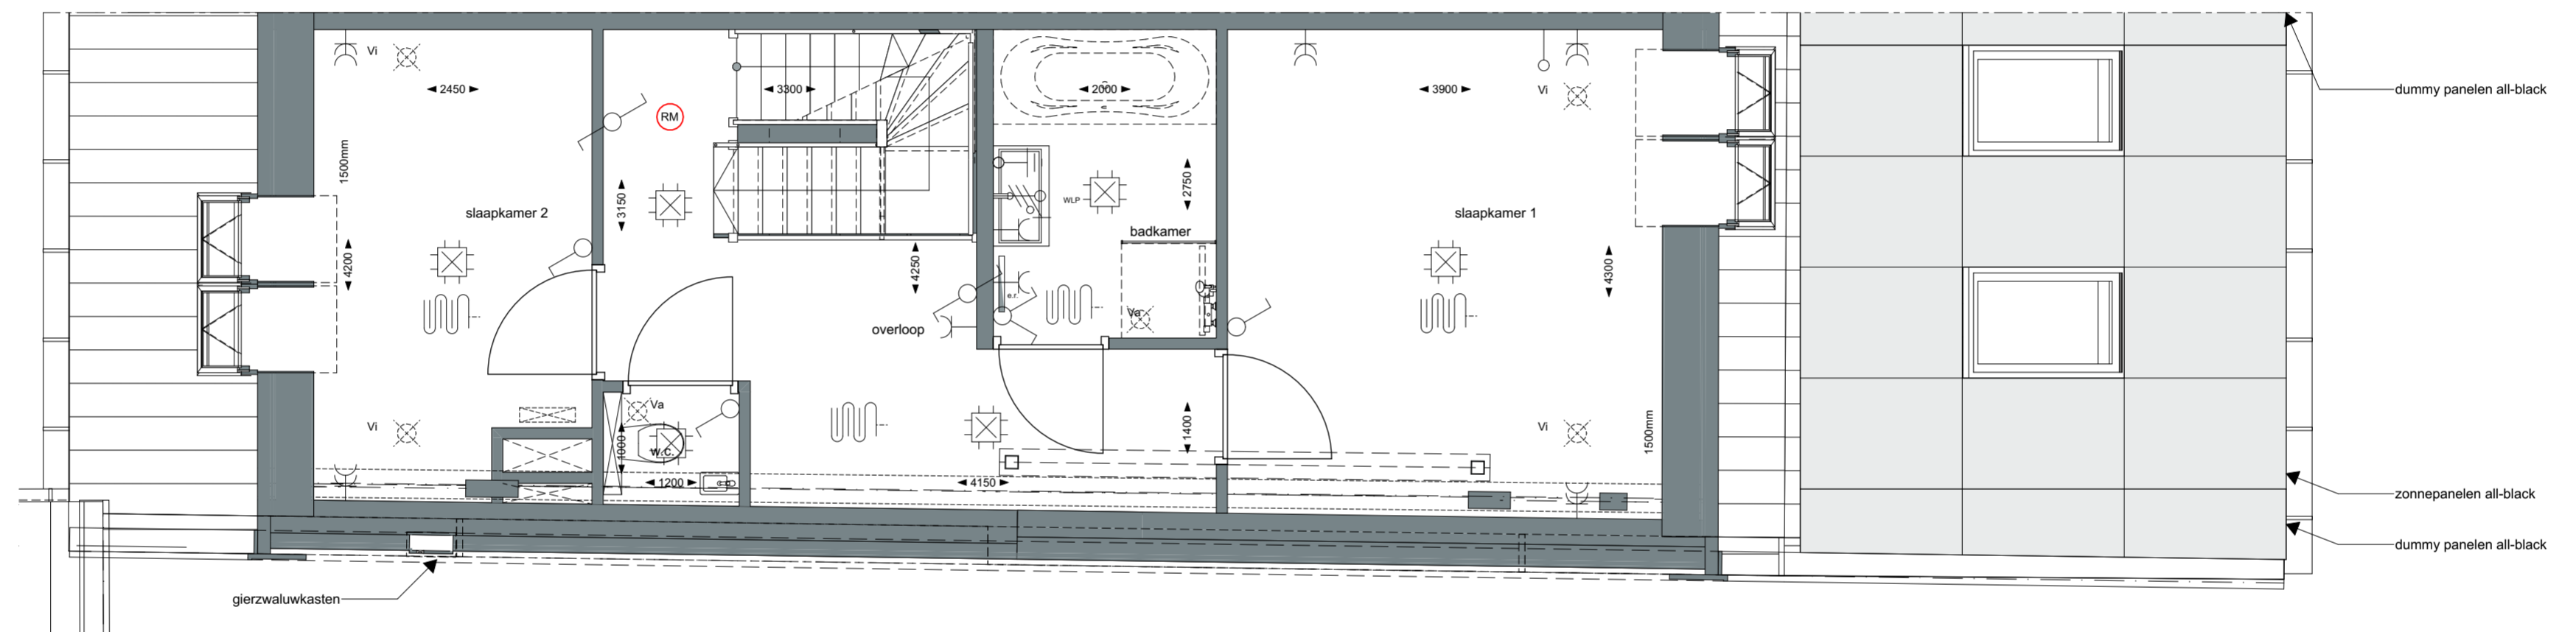 Vi
2450
3300
2000
3900
Vi
dummy panelen all-black
RM
1500mm
3150
2750
WLP
slaapkamer 2
slaapkamer 1
badkamer
4200
4250
4300
e.r.
Va
overloop
Va
Vi
Vi
1000
w.c.
1400
1500mm
1200
4150
zonnepanelen all-black
dummy panelen all-black
gierzwaluwkasten